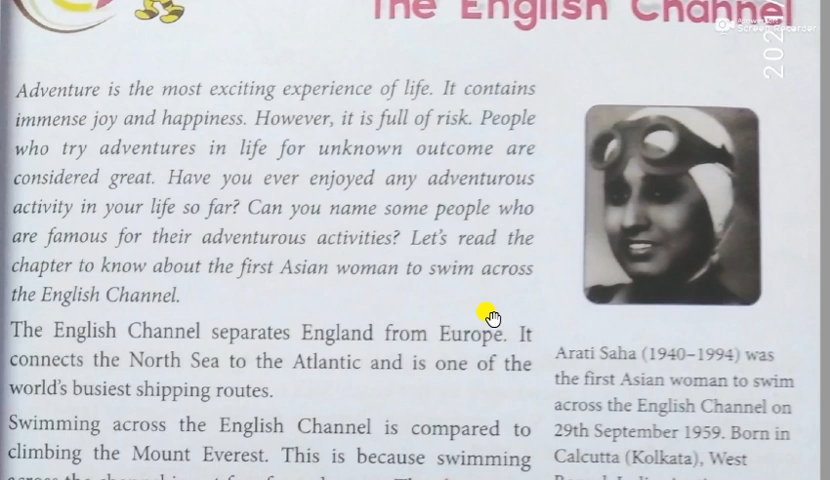 The English Channel
Screen Recorder
202
Adventure is the most exciting experience of life. It contains
immense joy and happiness. However, it is full of risk. People
who try adventures in life for unknown outcome are
considered great. Have you ever enjoyed any adventurous
activity in your life so far? Can you name some people who
are famous for their adventurous activities? Let's read the
chapter to know about the first Asian woman to swim across
the English Channel.
The English Channel separates England from Europe. It
connects the North Sea to the Atlantic and is one of the
world's busiest shipping routes.
Swimming across the English Channel is compared to
climbing the Mount Everest. This is because swimming
Arati Saha (1940–1994) was
the first Asian woman to swim
across the English Channel on
29th September 1959. Born in
Calcutta (Kolkata), West